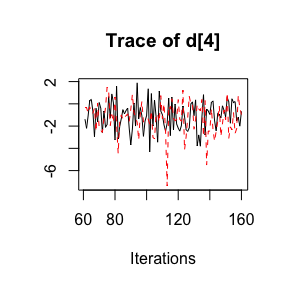 Trace of d[4]
2
-2
-6
60 80 120 160
Iterations